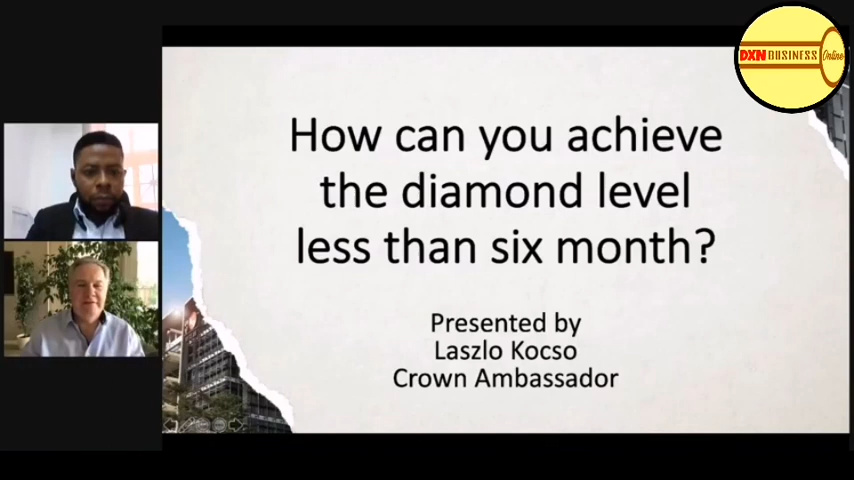 DXN BUSINESS Online
How can you achieve
the diamond level
less than six month?
Presented by
Laszlo Kocso
Crown Ambassador